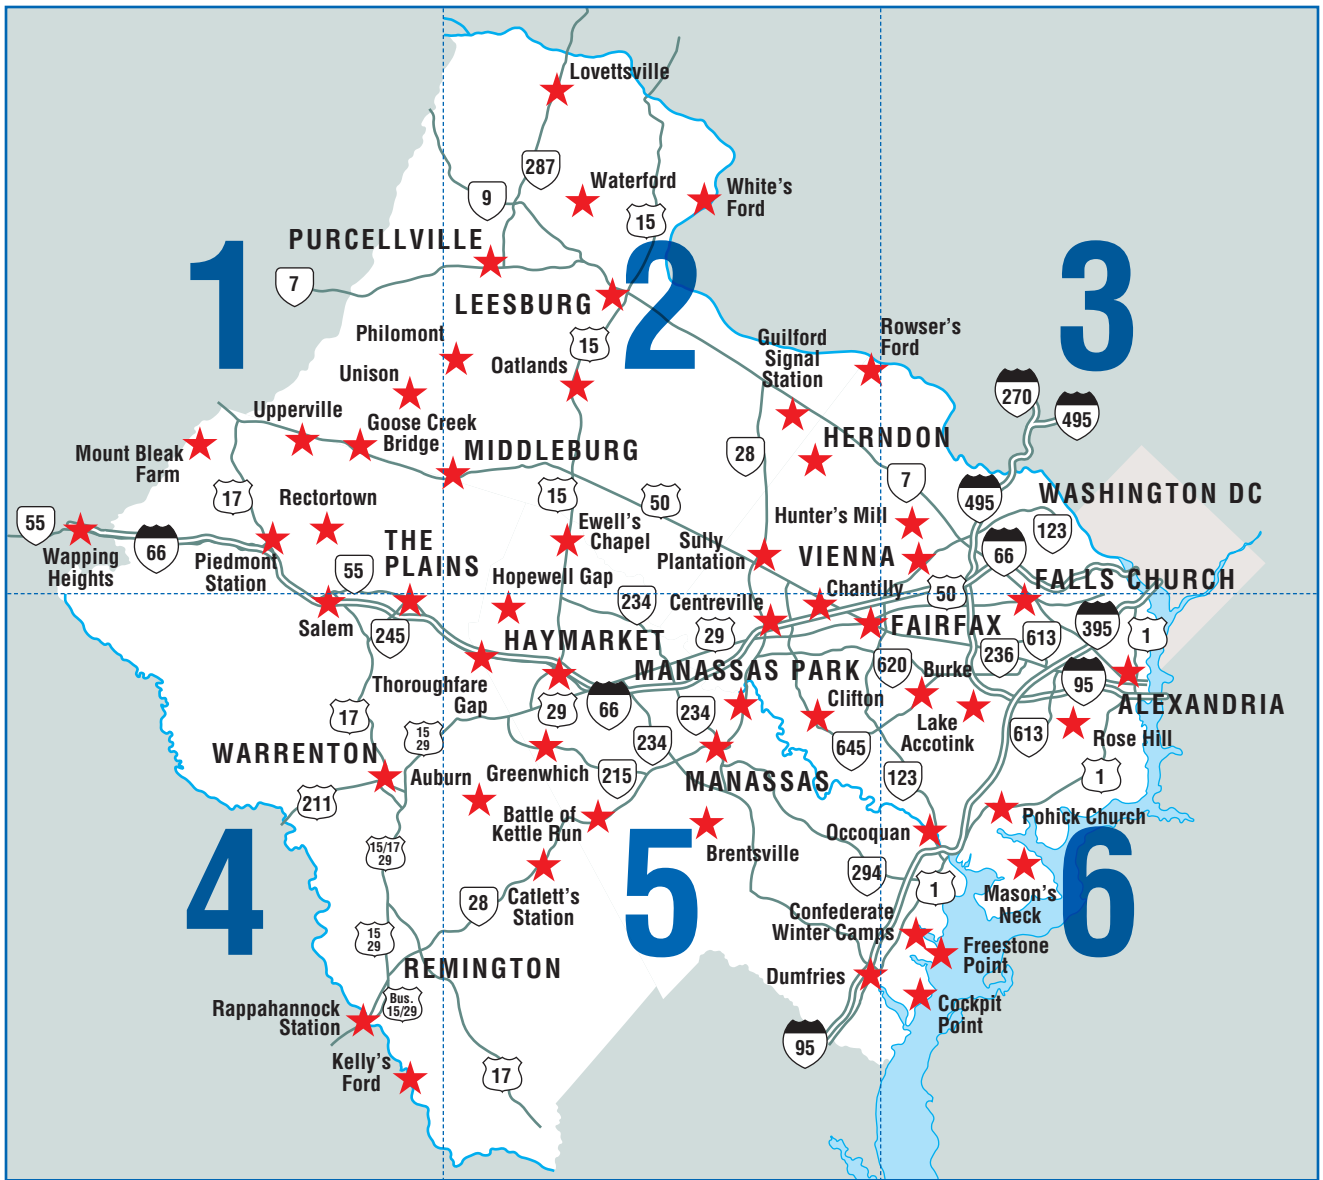 Lovettsville
287
Waterford
9
White's
Ford
15
PURCELLVILLE
7
1
2
3
LEESBURG
Philomont
15
Guilford
Signal
Station
Rowser's
Ford
Oatlands
Unison
270
495
Upperville
Goose Creek
Bridge
Mount Bleak
Farm
MIDDLEBURG
HERNDON
28
7
17
Rectortown
15
50
495
WASHINGTON DC
55
66
Wapping
Heights
Piedmont
Station
THE
PLAINS
55
Ewell's
Chapel
Hopewell Gap
Sully
Plantation
Hunter's Mill
VIENNA
Chantilly
123
66
50
FALLS CHURCH
Salem
245
234
Centreville
29
HAYMARKET
FAIRFAX
236
613
395
1
Thoroughfare
Gap
MANASSAS PARK
620
Burke
95
ALEXANDRIA
17
15
29
29
66
234
234
Clifton
Lake
Accotink
645
613
Rose Hill
WARRENTON
Auburn
Greenwhich
215
MANASSAS
123
1
211
Battle of
Kettle Run
Brentsville
Occoquan
Pohick Church
4
5
6
15/17
29
28
Catlett's
Station
294
1
Mason's
Neck
15
29
Confederate
Winter Camps
Freestone
Point
REMINGTON
Dumfries
Rappahannock
Station
Bus.
15/29
Cockpit
Point
95
Kelly's
Ford
17